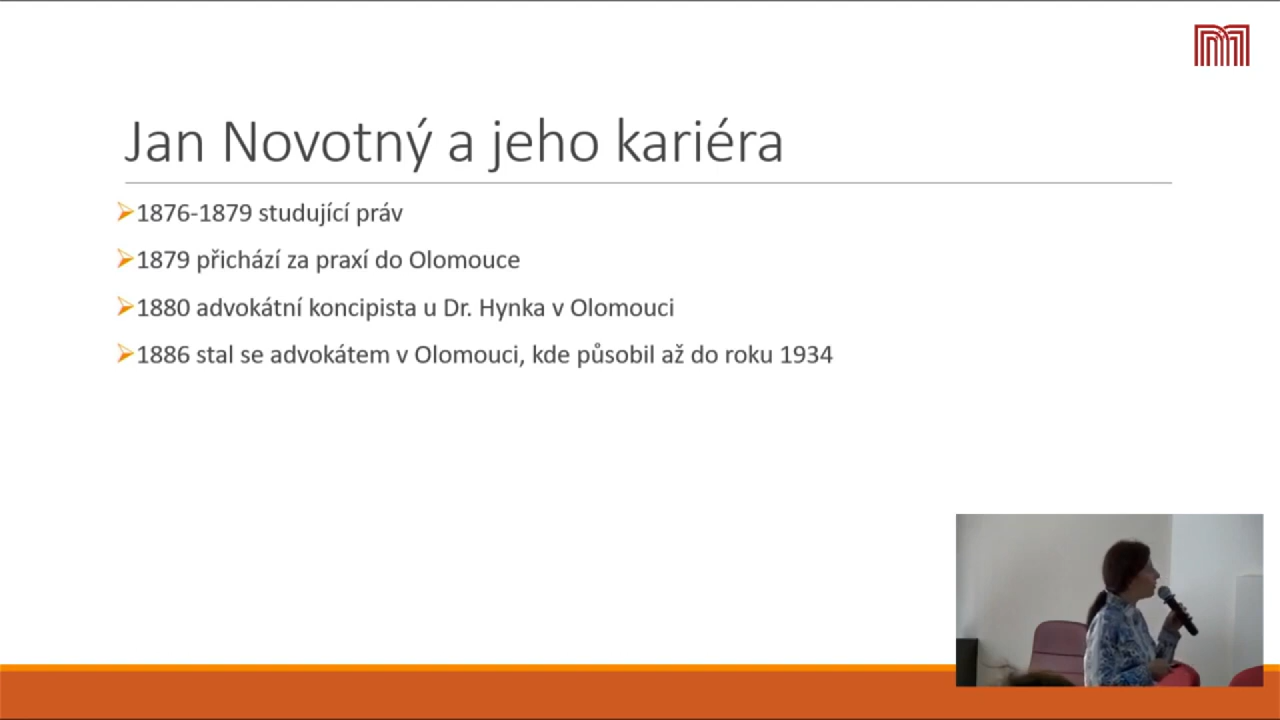 Jan Novotný a jeho kariéra
1876-1879 studující práv
1879 přichází za praxí do Olomouce
1880 advokátní koncipista u Dr. Hynka v Olomouci
1886 stal se advokátem v Olomouci, kde působil až do roku 1934